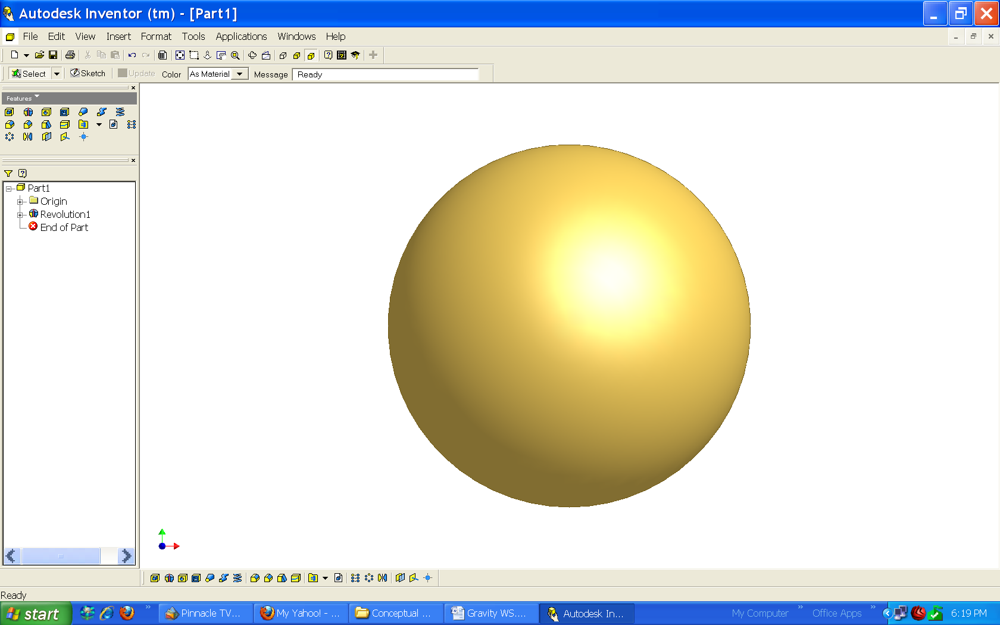 Autodesk Inventor (tm) - [Part1]
File Edit View Insert Format Tools Applications Windows Help
Select Sketch Update Color As Material Message Ready
Features
Part1
Origin
Revolution1
End of Part
Ready
start Pinnacle TV... My Yahoo! - ... Conceptual ... Gravity WS.... Autodesk In... My Computer Office Apps 6:19 PM